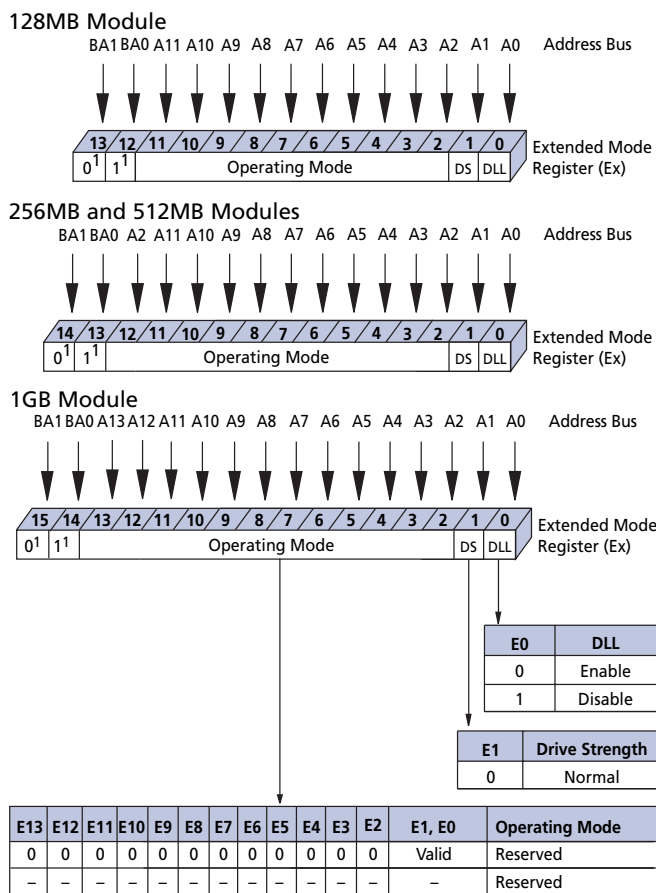 128MB Module
BA1 BA0 A11 A10 A9 A8 A7 A6 A5 A4 A3 A2 A1 A0 Address Bus
13 12 11 10 9 8 7 6 5 4 3 2 1 0 Extended Mode
0¹ 1¹ Operating Mode DS DLL Register (Ex)
256MB and 512MB Modules
BA1 BA0 A2 A11 A10 A9 A8 A7 A6 A5 A4 A3 A2 A1 A0 Address Bus
14 13 12 11 10 9 8 7 6 5 4 3 2 1 0 Extended Mode
0¹ 1¹ Operating Mode DS DLL Register (Ex)
1GB Module
BA1 BA0 A13 A12 A11 A10 A9 A8 A7 A6 A5 A4 A3 A2 A1 A0 Address Bus
15 14 13 12 11 10 9 8 7 6 5 4 3 2 1 0 Extended Mode
0¹ 1¹ Operating Mode DS DLL Register (Ex)
E0 DLL
0 Enable
1 Disable
E1 Drive Strength
0 Normal
E13 E12 E11 E10 E9 E8 E7 E6 E5 E4 E3 E2 E1, E0 Operating Mode
0 0 0 0 0 0 0 0 0 0 0 0 Valid Reserved
– – – – – – – – – – – – – Reserved